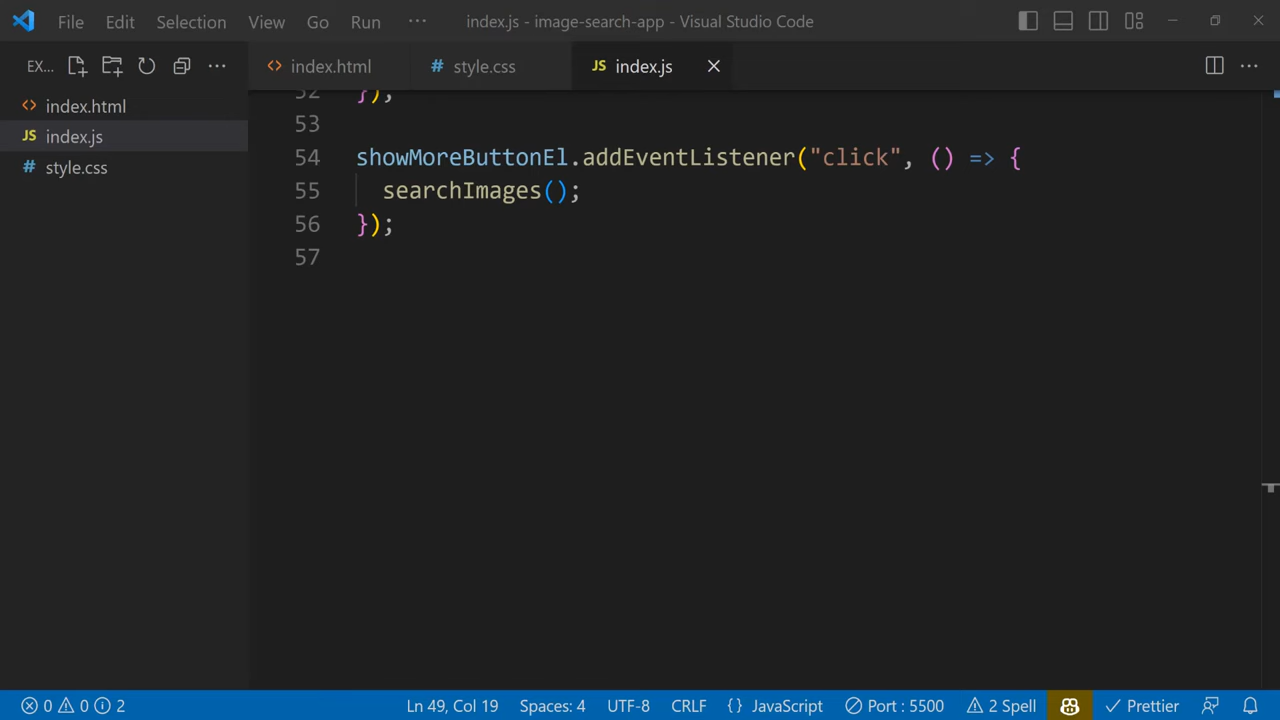 File Edit Selection View Go Run ··· index.js - image-search-app - Visual Studio Code
EX... ···
index.html
index.js
style.css
<> index.html # style.css JS index.js ···
52 });
53
54 showMoreButtonEl.addEventListener("click", () => {
55 searchImages();
56 });
57
0 0 2 Ln 49, Col 19 Spaces: 4 UTF-8 CRLF {} JavaScript Port : 5500 2 Spell Prettier